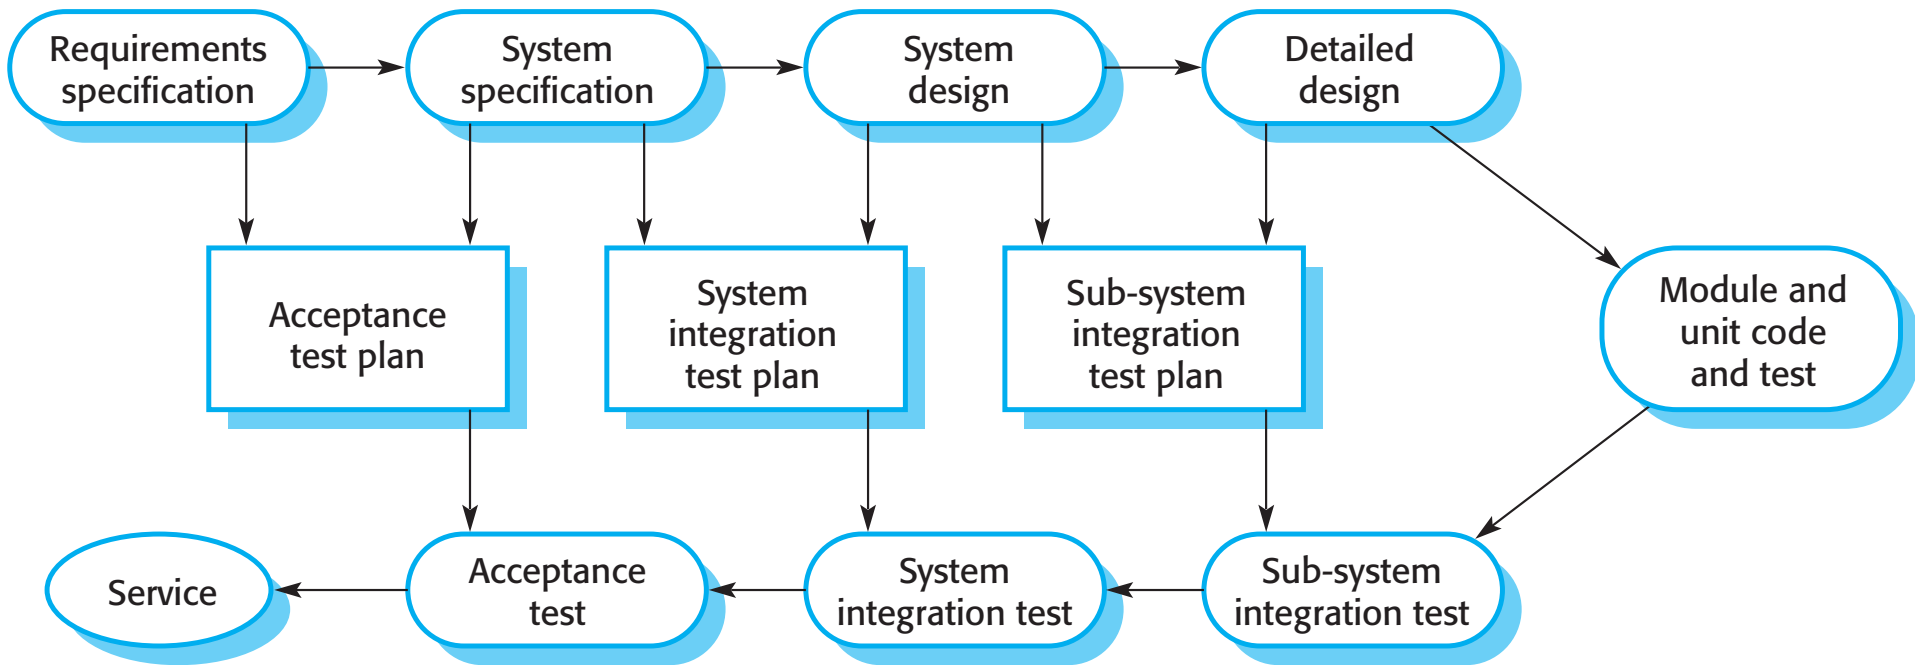 Requirements
specification
System
specification
System
design
Detailed
design
Acceptance
test plan
System
integration
test plan
Sub-system
integration
test plan
Module and
unit code
and test
Service
Acceptance
test
System
integration test
Sub-system
integration test